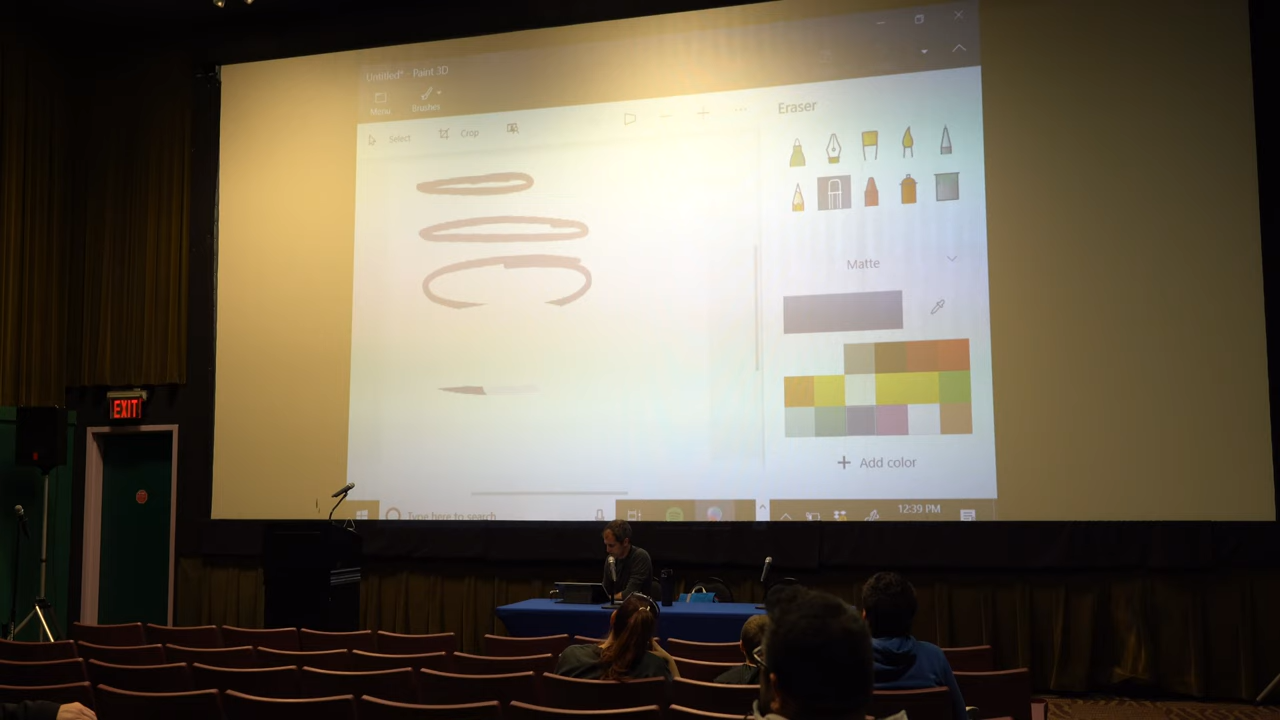 Untitled* - Paint 3D
Menu
Brushes
Select
Crop
Eraser
Matte
+ Add color
Type here to search
12:39 PM
EXIT